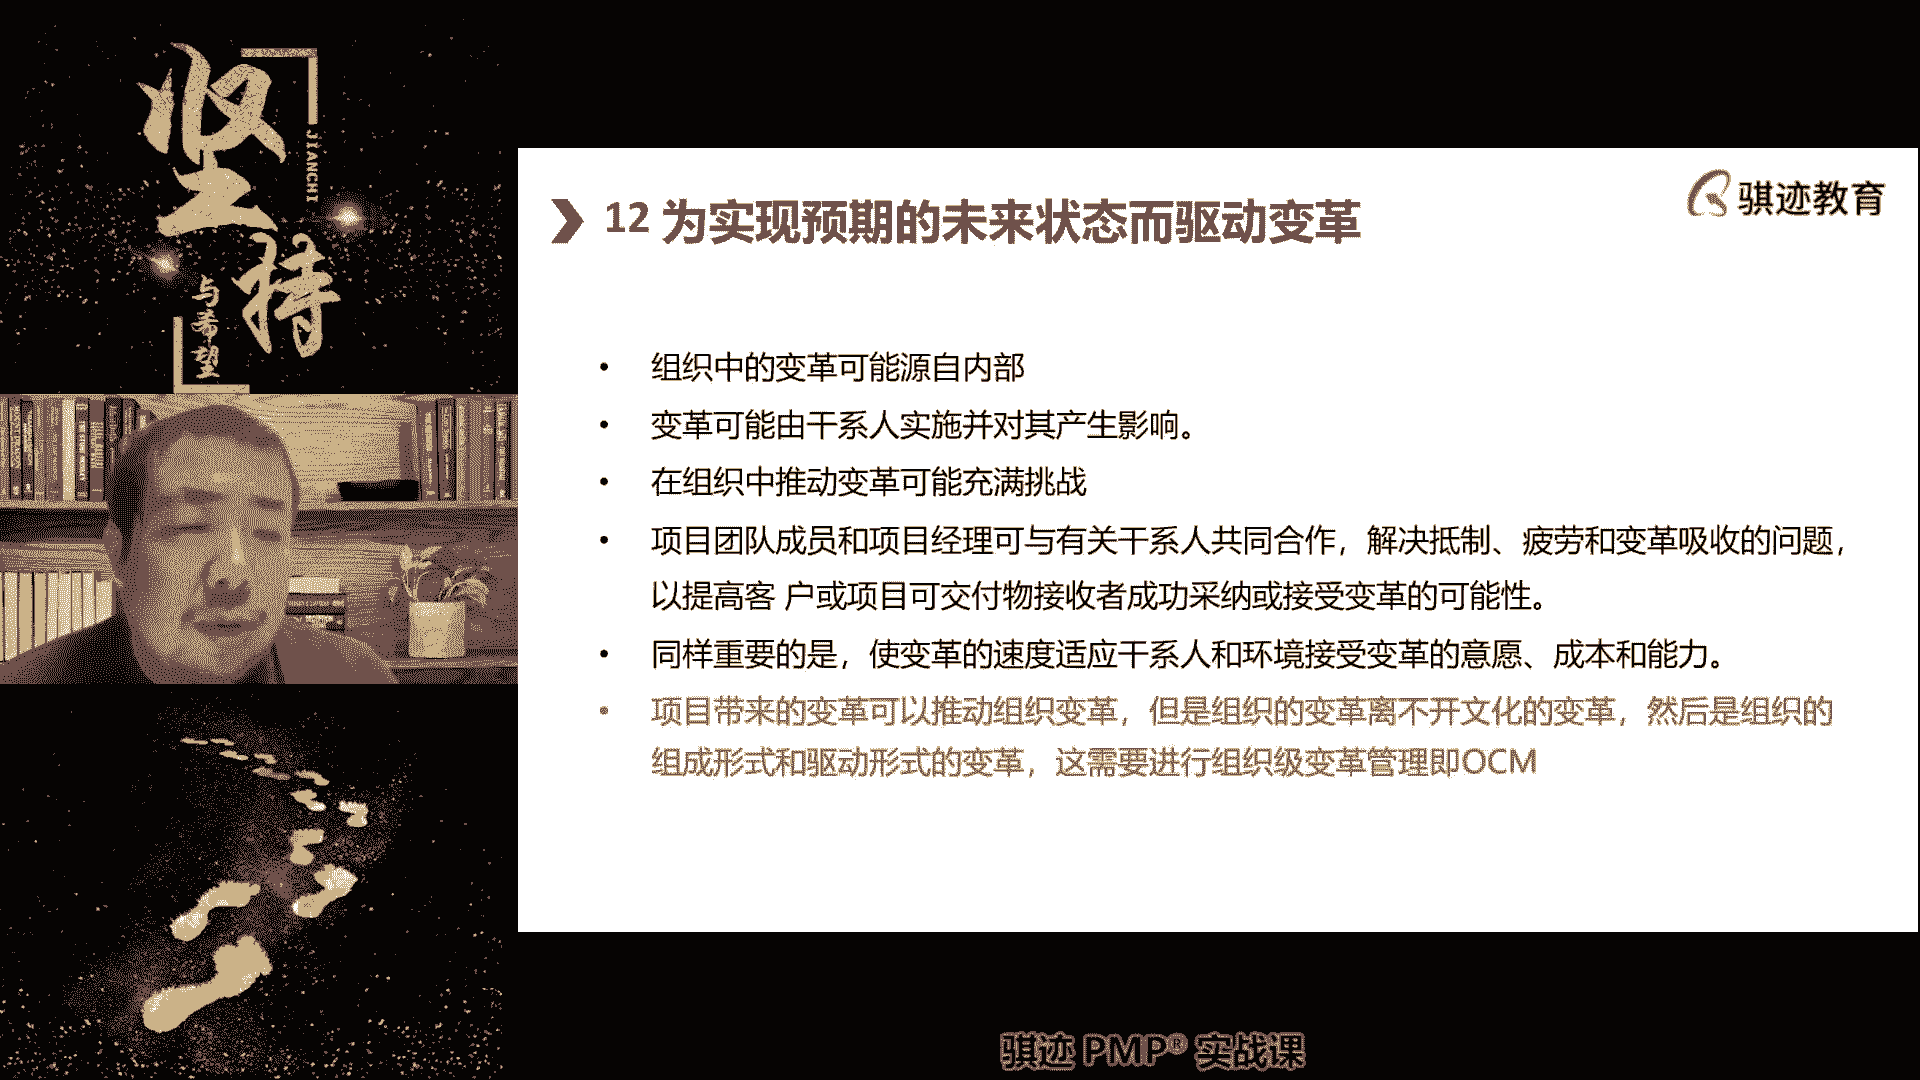 坚持
JIANCHI
与希望
12 为实现预期的未来状态而驱动变革
骐迹教育
• 组织中的变革可能源自内部
• 变革可能由干系人实施并对其产生影响。
• 在组织中推动变革可能充满挑战
• 项目团队成员和项目经理可与有关干系人共同合作，解决抵制、疲劳和变革吸收的问题，
以提高客 户或项目可交付物接收者成功采纳或接受变革的可能性。
• 同样重要的是，使变革的速度适应干系人和环境接受变革的意愿、成本和能力。
• 项目带来的变革可以推动组织变革，但是组织的变革离不开文化的变革，然后是组织的
组成形式和驱动形式的变革，这需要进行组织级变革管理即OCM
骐迹 PMP® 实战课